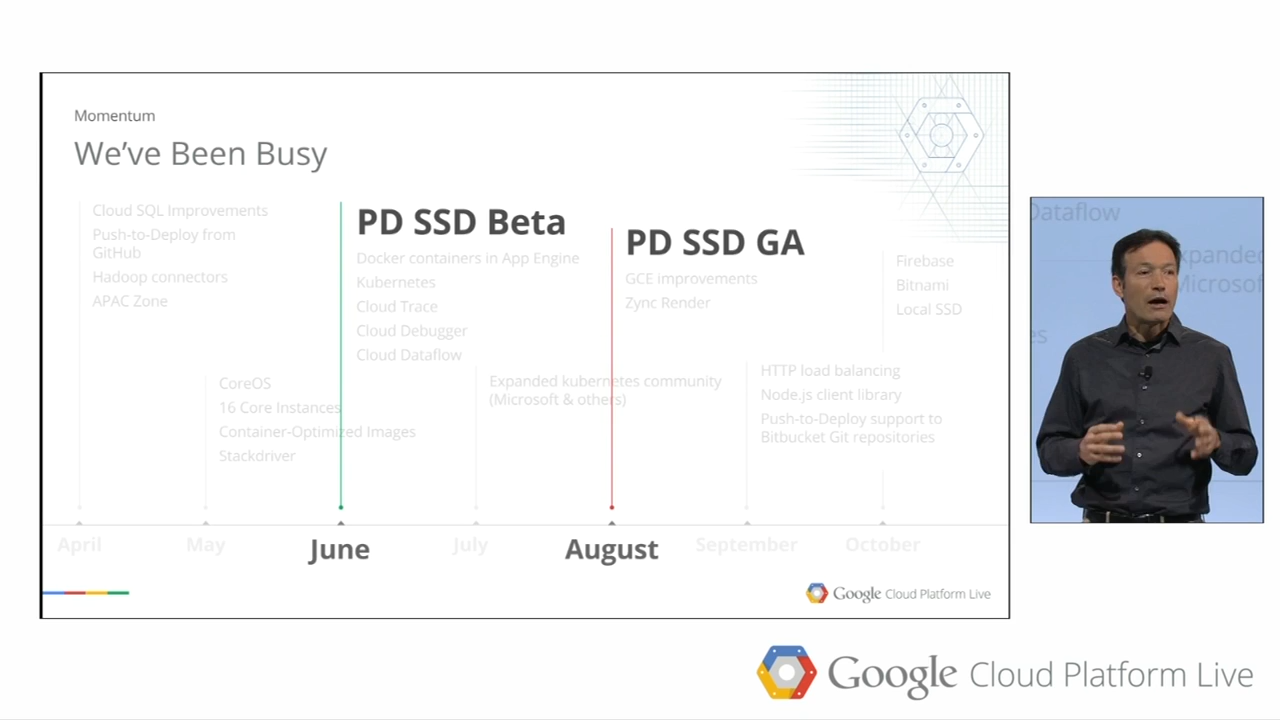 Momentum
We've Been Busy
Cloud SQL Improvements
Push-to-Deploy from
GitHub
Hadoop connectors
APAC Zone
CoreOS
16 Core Instances
Container-Optimized Images
Stackdriver
PD SSD Beta
Docker containers in App Engine
Kubernetes
Cloud Trace
Cloud Debugger
Cloud Dataflow
Expanded kubernetes community
(Microsoft & others)
PD SSD GA
GCE improvements
Zync Render
HTTP load balancing
Node.js client library
Push-to-Deploy support to
Bitbucket Git repositories
Firebase
Bitnami
Local SSD
April
May
June
July
August
September
October
Google Cloud Platform Live
Dataflow
Google Cloud Platform Live